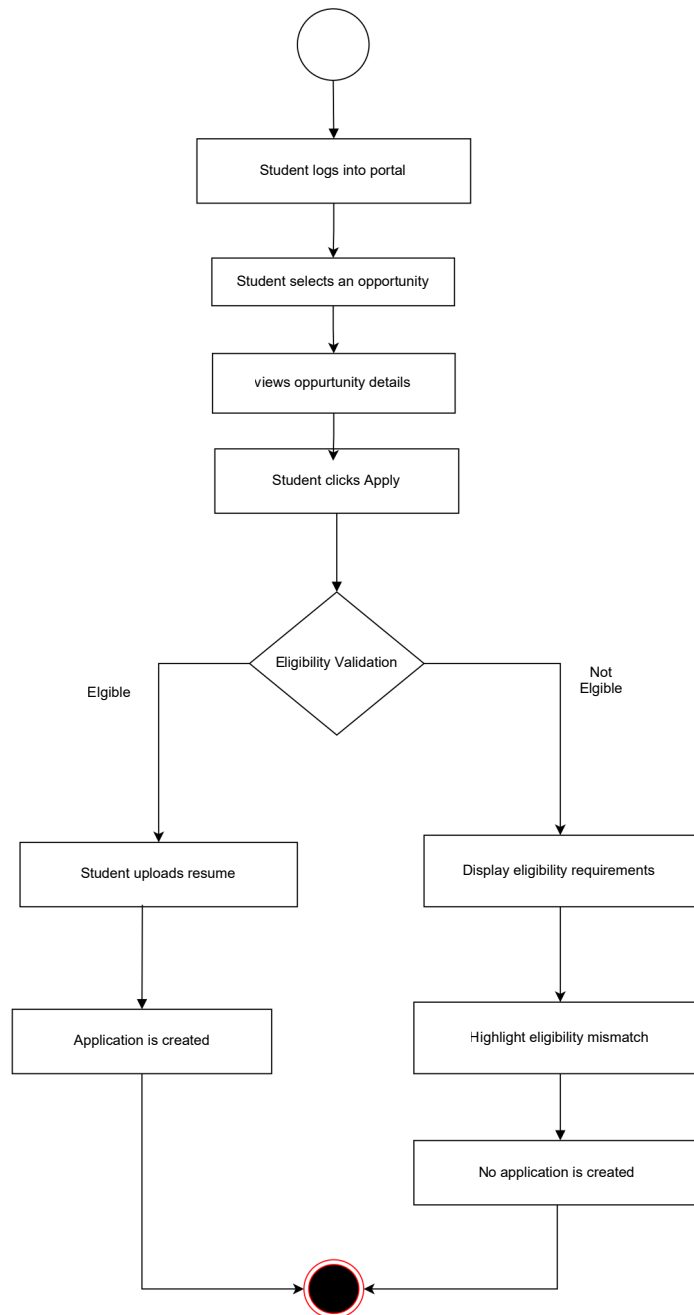 Student logs into portal
Student selects an opportunity
views oppurtunity details
Student clicks Apply
Eligibility Validation
Elgible
Not
Elgible
Student uploads resume
Display eligibility requirements
Application is created
Highlight eligibility mismatch
No application is created